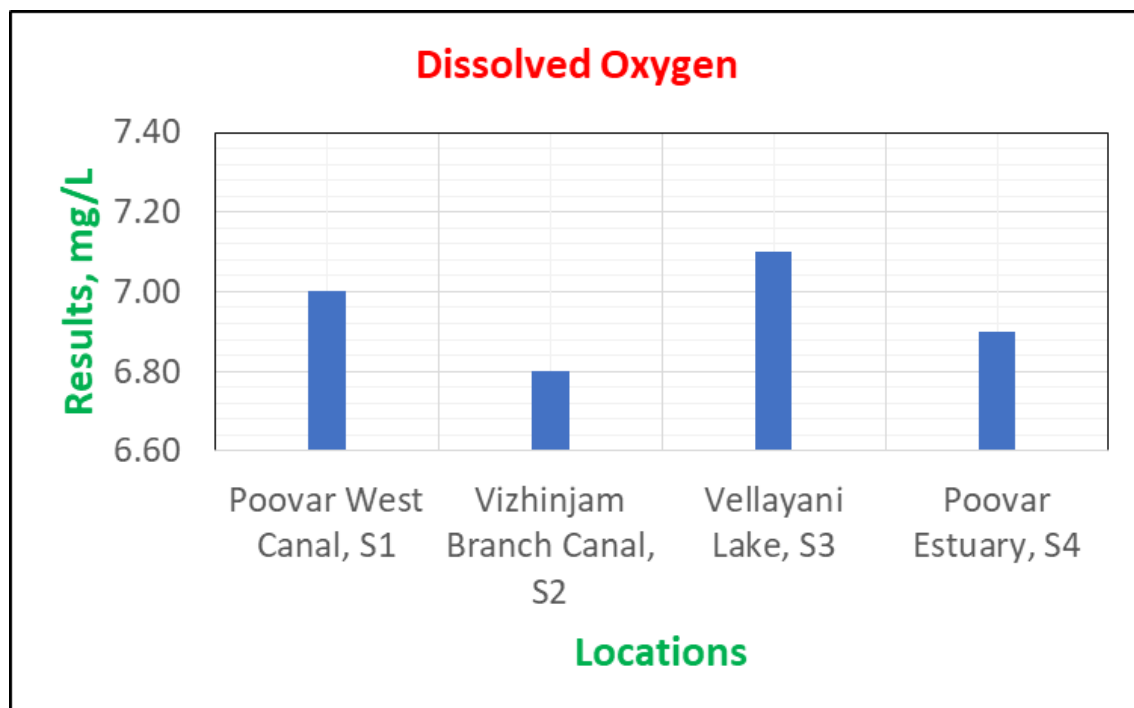 Dissolved Oxygen
Results, mg/L
7.40
7.20
7.00
6.80
6.60
Poovar West
Canal, S1
Vizhinjam
Branch Canal,
S2
Vellayani
Lake, S3
Poovar
Estuary, S4
Locations